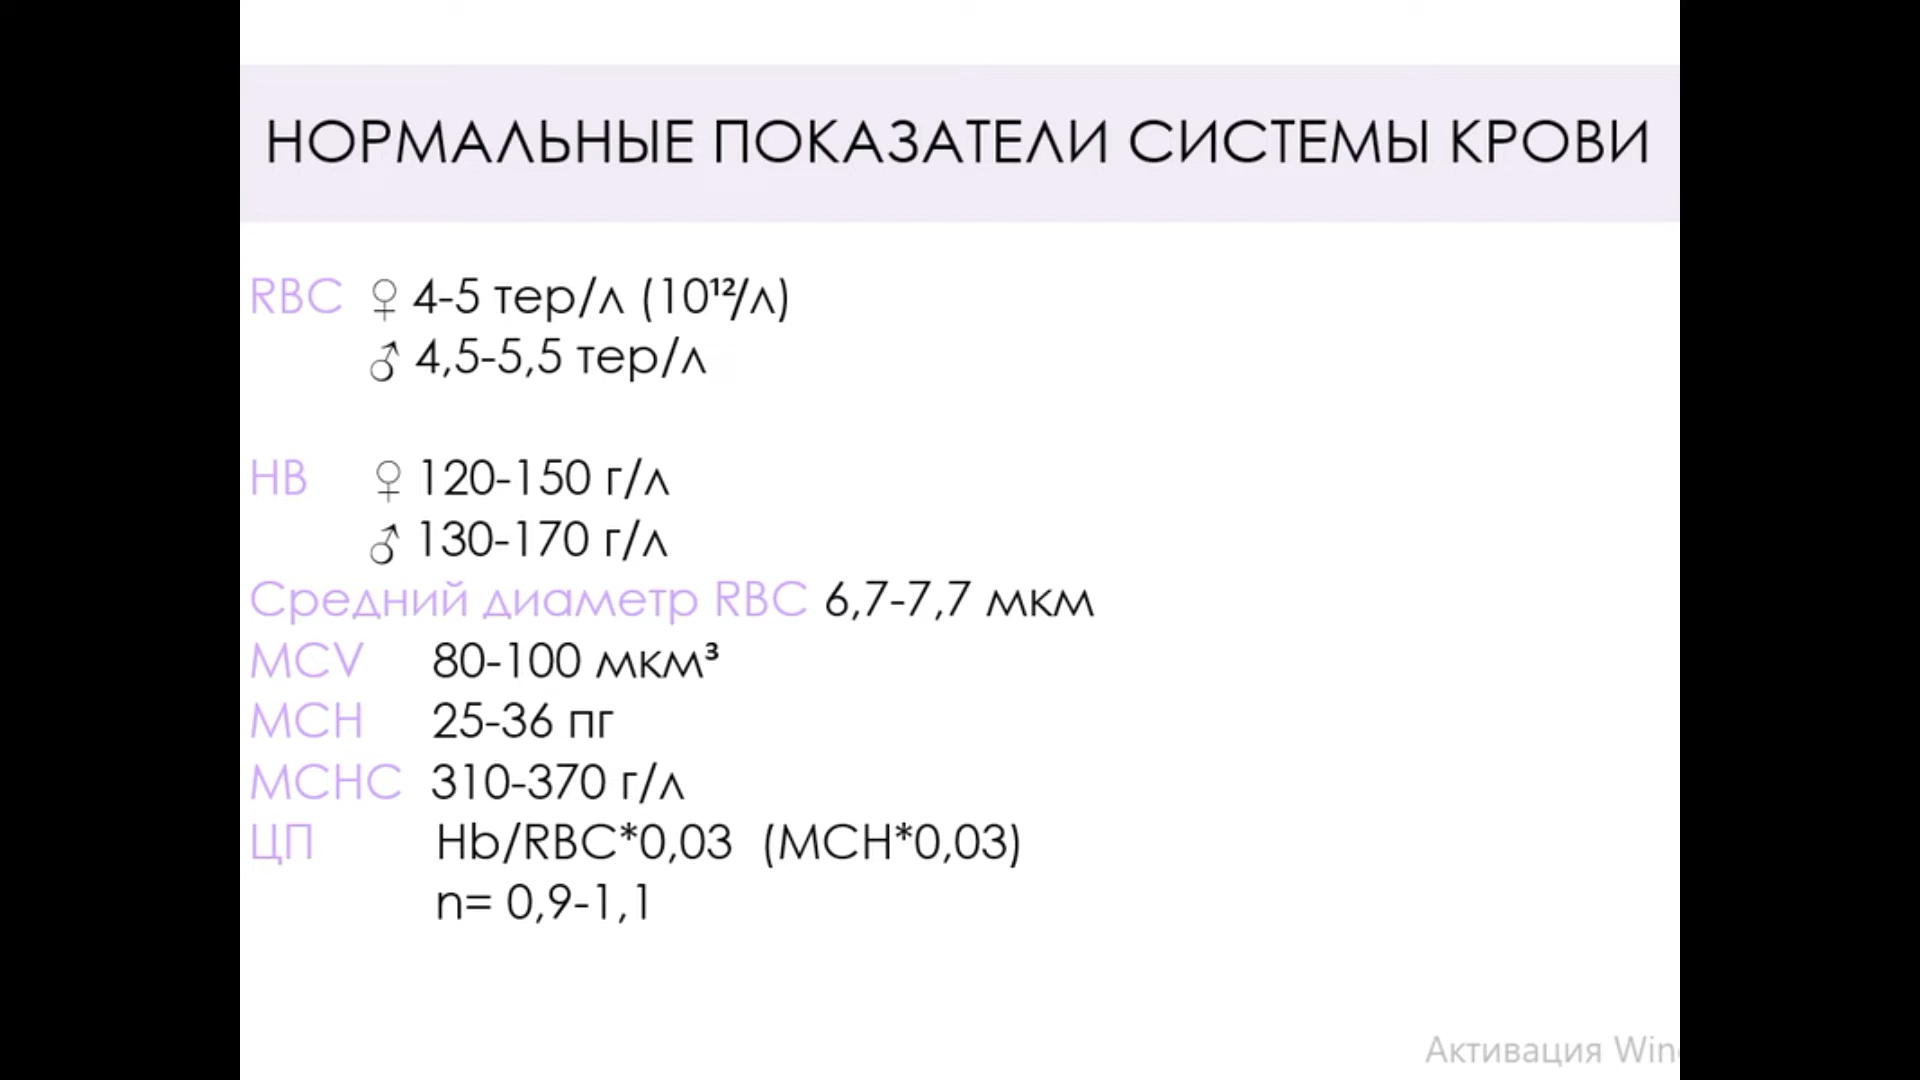 НОРМАЛЬНЫЕ ПОКАЗАТЕЛИ СИСТЕМЫ КРОВИ
RBC ♀ 4-5 тер/л (10¹²/л)
♂ 4,5-5,5 тер/л
HB ♀ 120-150 г/л
♂ 130-170 г/л
Средний диаметр RBC 6,7-7,7 мкм
MCV 80-100 мкм³
MCH 25-36 пг
MCHC 310-370 г/л
ЦП Hb/RBC*0,03 (MCH*0,03)
n= 0,9-1,1
Активация Win